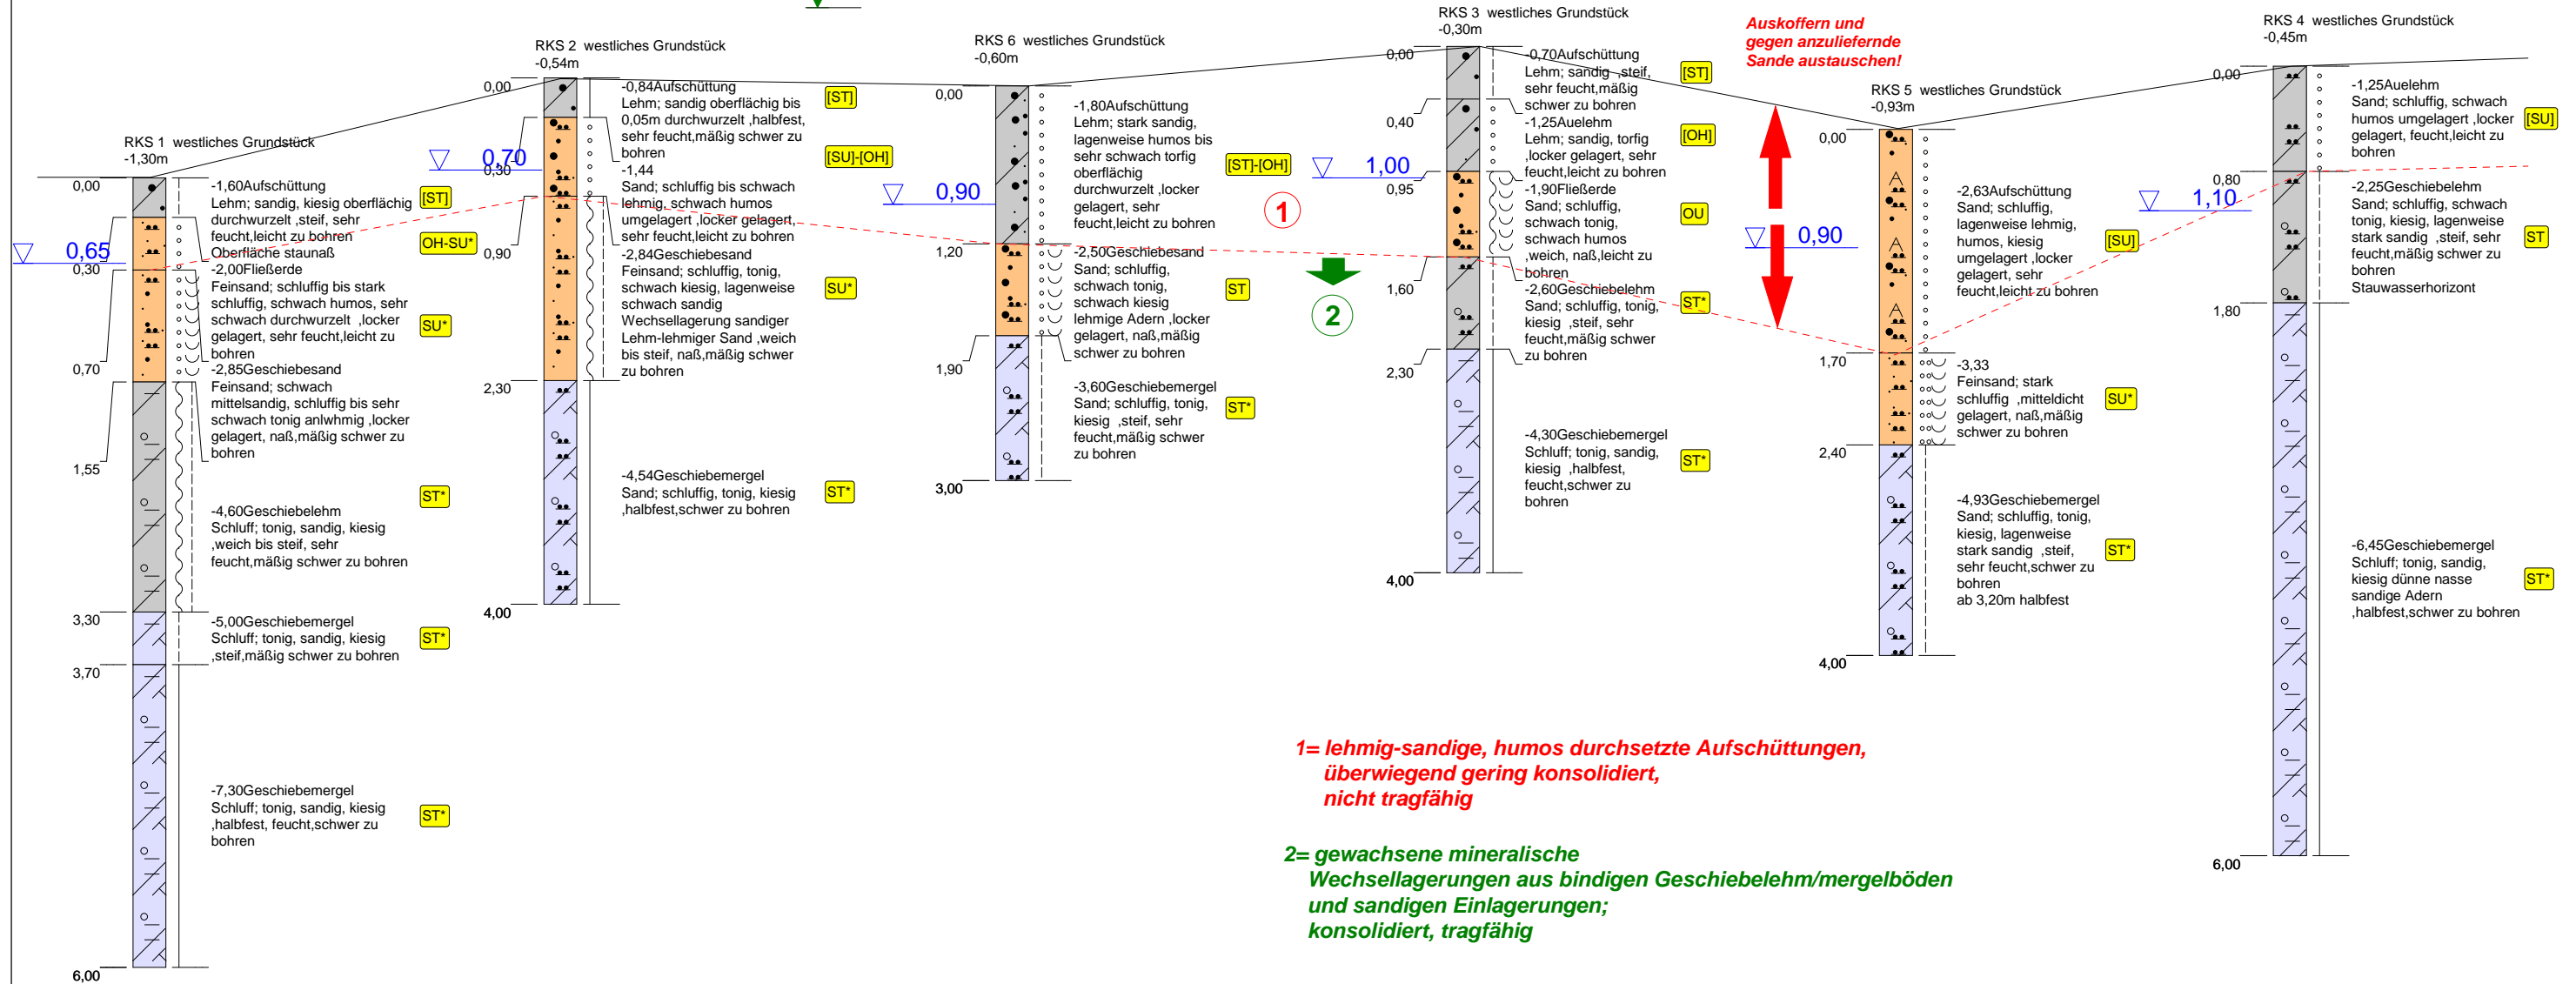 RKS 1 westliches Grundstück
-1,30m
0,00
0,65
0,30
0,70
1,55
3,30
3,70
6,00
-1,60Aufschüttung
Lehm; sandig, kiesig oberflächig
durchwurzelt ,steif, sehr
feucht,leicht zu bohren
Oberfläche staunaß
[ST]
-2,00Fließerde
Feinsand; schluffig bis stark
schluffig, schwach humos, sehr
schwach durchwurzelt ,locker
gelagert, sehr feucht,leicht zu
bohren
OH-SU*
-2,85Geschiebesand
Feinsand; schwach
mittelsandig, schluffig bis sehr
schwach tonig anlwhmig ,locker
gelagert, naß,mäßig schwer zu
bohren
SU*
-4,60Geschiebelehm
Schluff; tonig, sandig, kiesig
,weich bis steif, sehr
feucht,mäßig schwer zu bohren
ST*
-5,00Geschiebemergel
Schluff; tonig, sandig, kiesig
,steif,mäßig schwer zu bohren
ST*
-7,30Geschiebemergel
Schluff; tonig, sandig, kiesig
,halbfest, feucht,schwer zu
bohren
ST*
RKS 2 westliches Grundstück
-0,54m
0,00
0,70
0,30
0,90
2,30
4,00
-0,84Aufschüttung
Lehm; sandig oberflächig bis
0,05m durchwurzelt ,halbfest,
sehr feucht,mäßig schwer zu
bohren
[ST]
-1,44
Sand; schluffig bis schwach
lehmig, schwach humos
umgelagert ,locker gelagert,
sehr feucht,leicht zu bohren
[SU]-[OH]
-2,84Geschiebesand
Feinsand; schluffig, tonig,
schwach kiesig, lagenweise
schwach sandig
Wechsellagerung sandiger
Lehm-lehmiger Sand ,weich
bis steif, naß,mäßig schwer
zu bohren
SU*
-4,54Geschiebemergel
Sand; schluffig, tonig, kiesig
,halbfest,schwer zu bohren
ST*
RKS 6 westliches Grundstück
-0,60m
0,00
0,90
1,20
1,90
3,00
-1,80Aufschüttung
Lehm; stark sandig,
lagenweise humos bis
sehr schwach torfig
oberflächig
durchwurzelt ,locker
gelagert, sehr
feucht,leicht zu bohren
[ST]-[OH]
-2,50Geschiebesand
Sand; schluffig,
schwach tonig,
schwach kiesig
lehmige Adern ,locker
gelagert, naß,mäßig
schwer zu bohren
ST
-3,60Geschiebemergel
Sand; schluffig, tonig,
kiesig ,steif, sehr
feucht,mäßig schwer
zu bohren
ST*
1
2
RKS 3 westliches Grundstück
-0,30m
0,00
0,40
1,00
0,95
1,60
2,30
4,00
-0,70Aufschüttung
Lehm; sandig ,steif,
sehr feucht,mäßig
schwer zu bohren
[ST]
-1,25Auelehm
Lehm; sandig, torfig
,locker gelagert, sehr
feucht,leicht zu bohren
[OH]
-1,90Fließerde
Sand; schluffig,
schwach tonig,
schwach humos
,weich, naß,leicht zu
bohren
OU
-2,60Geschiebelehm
Sand; schluffig, tonig,
kiesig ,steif, sehr
feucht,mäßig schwer
zu bohren
ST*
-4,30Geschiebemergel
Schluff; tonig, sandig,
kiesig ,halbfest,
feucht,schwer zu
bohren
ST*
Auskoffern und
gegen anzuliefernde
Sande austauschen!
RKS 5 westliches Grundstück
-0,93m
0,00
0,90
1,70
2,40
4,00
-2,63Aufschüttung
Sand; schluffig,
lagenweise lehmig,
humos, kiesig
umgelagert ,locker
gelagert, sehr
feucht,leicht zu bohren
[SU]
-3,33
Feinsand; stark
schluffig ,mitteldicht
gelagert, naß,mäßig
schwer zu bohren
SU*
-4,93Geschiebemergel
Sand; schluffig, tonig,
kiesig, lagenweise
stark sandig ,steif,
sehr feucht,schwer zu
bohren
ab 3,20m halbfest
ST*
RKS 4 westliches Grundstück
-0,45m
0,00
0,80
1,10
1,80
6,00
-1,25Auelehm
Sand; schluffig, schwach
humos umgelagert ,locker
gelagert, feucht,leicht zu
bohren
[SU]
-2,25Geschiebelehm
Sand; schluffig, schwach
tonig, kiesig, lagenweise
stark sandig ,steif, sehr
feucht,mäßig schwer zu
bohren
Stauwasserhorizont
ST
-6,45Geschiebemergel
Schluff; tonig, sandig,
kiesig dünne nasse
sandige Adern
,halbfest,schwer zu bohren
ST*
1= lehmig-sandige, humos durchsetzte Aufschüttungen,
überwiegend gering konsolidiert,
nicht tragfähig
2= gewachsene mineralische
Wechsellagerungen aus bindigen Geschiebelehm/mergelböden
und sandigen Einlagerungen;
konsolidiert, tragfähig